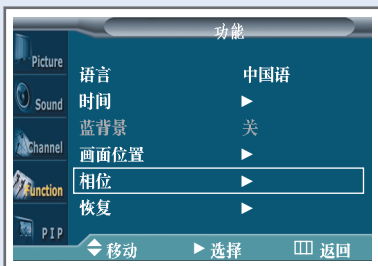 功能
Picture
Sound
Channel
Function
PIP
语言 中国语
时间 ▶
蓝背景 关
画面位置 ▶
相位 ▶
恢复 ▶
移动 ▶ 选择 返回